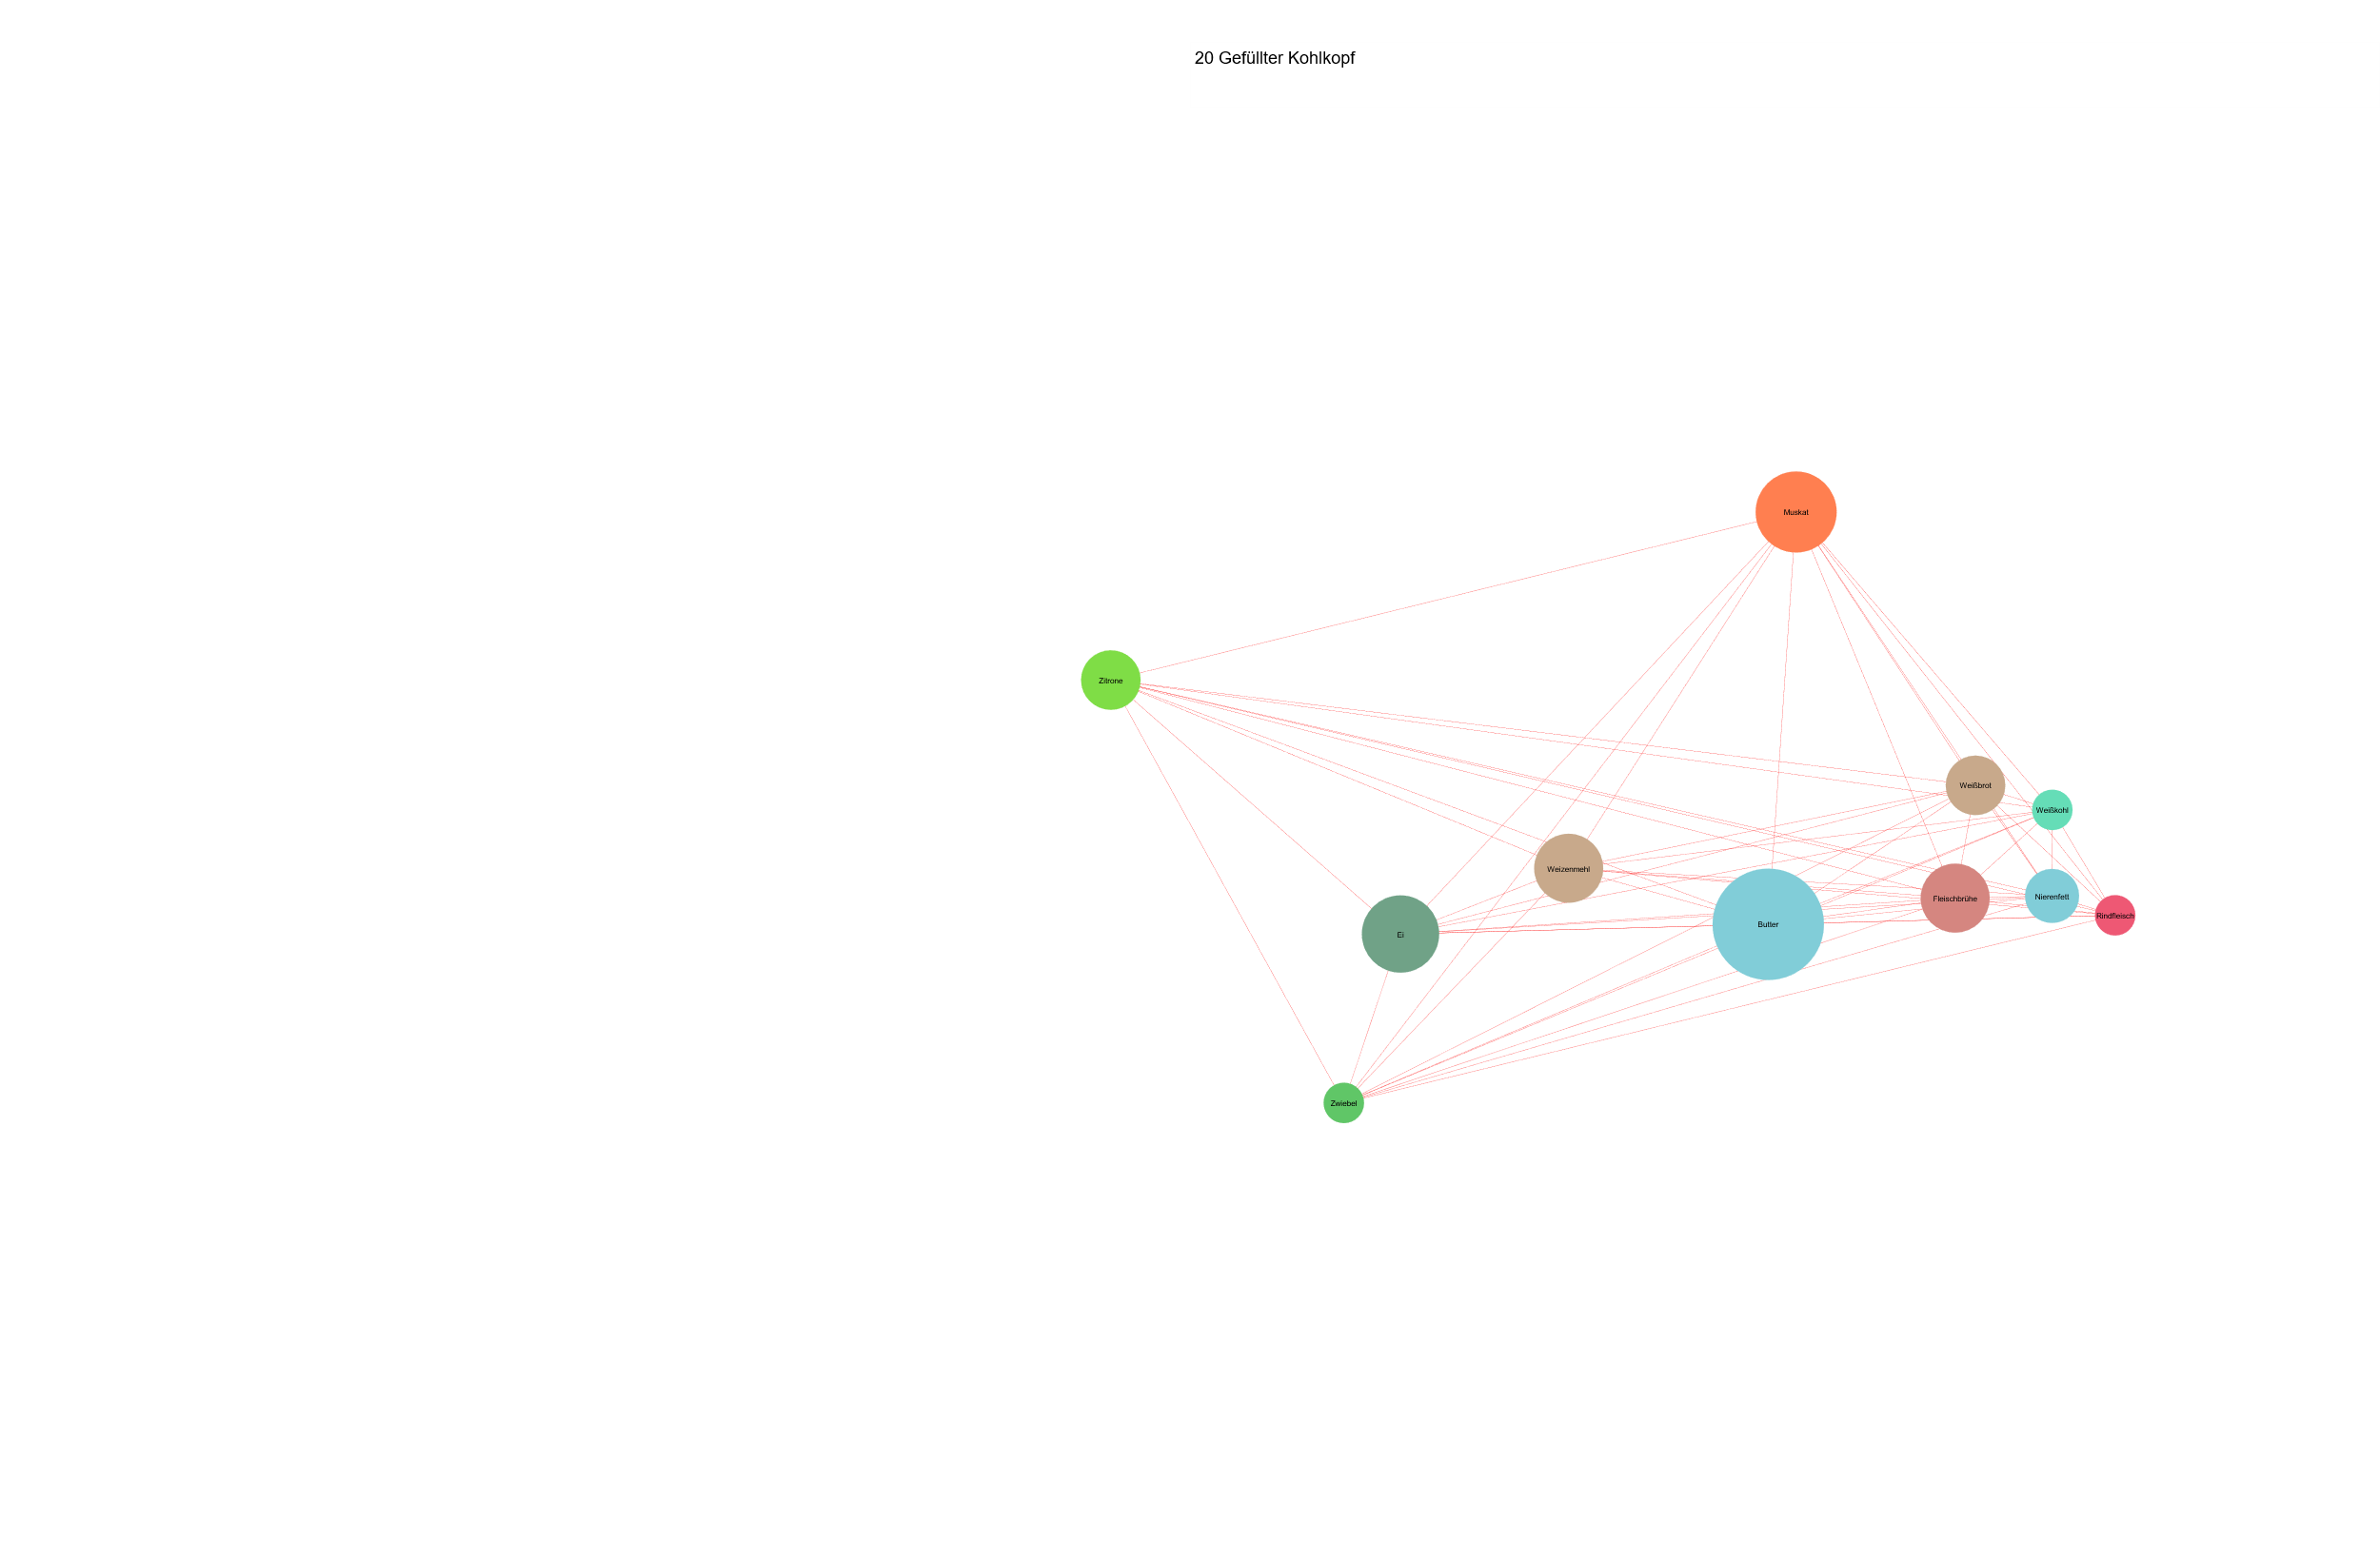 20 Gefüllter Kohlkopf
Muskat
Zitrone
Weißbrot
Weißkohl
Weizenmehl
Nierenfett
Fleischbrühe
Rindfleisch
Butter
Ei
Zwiebel